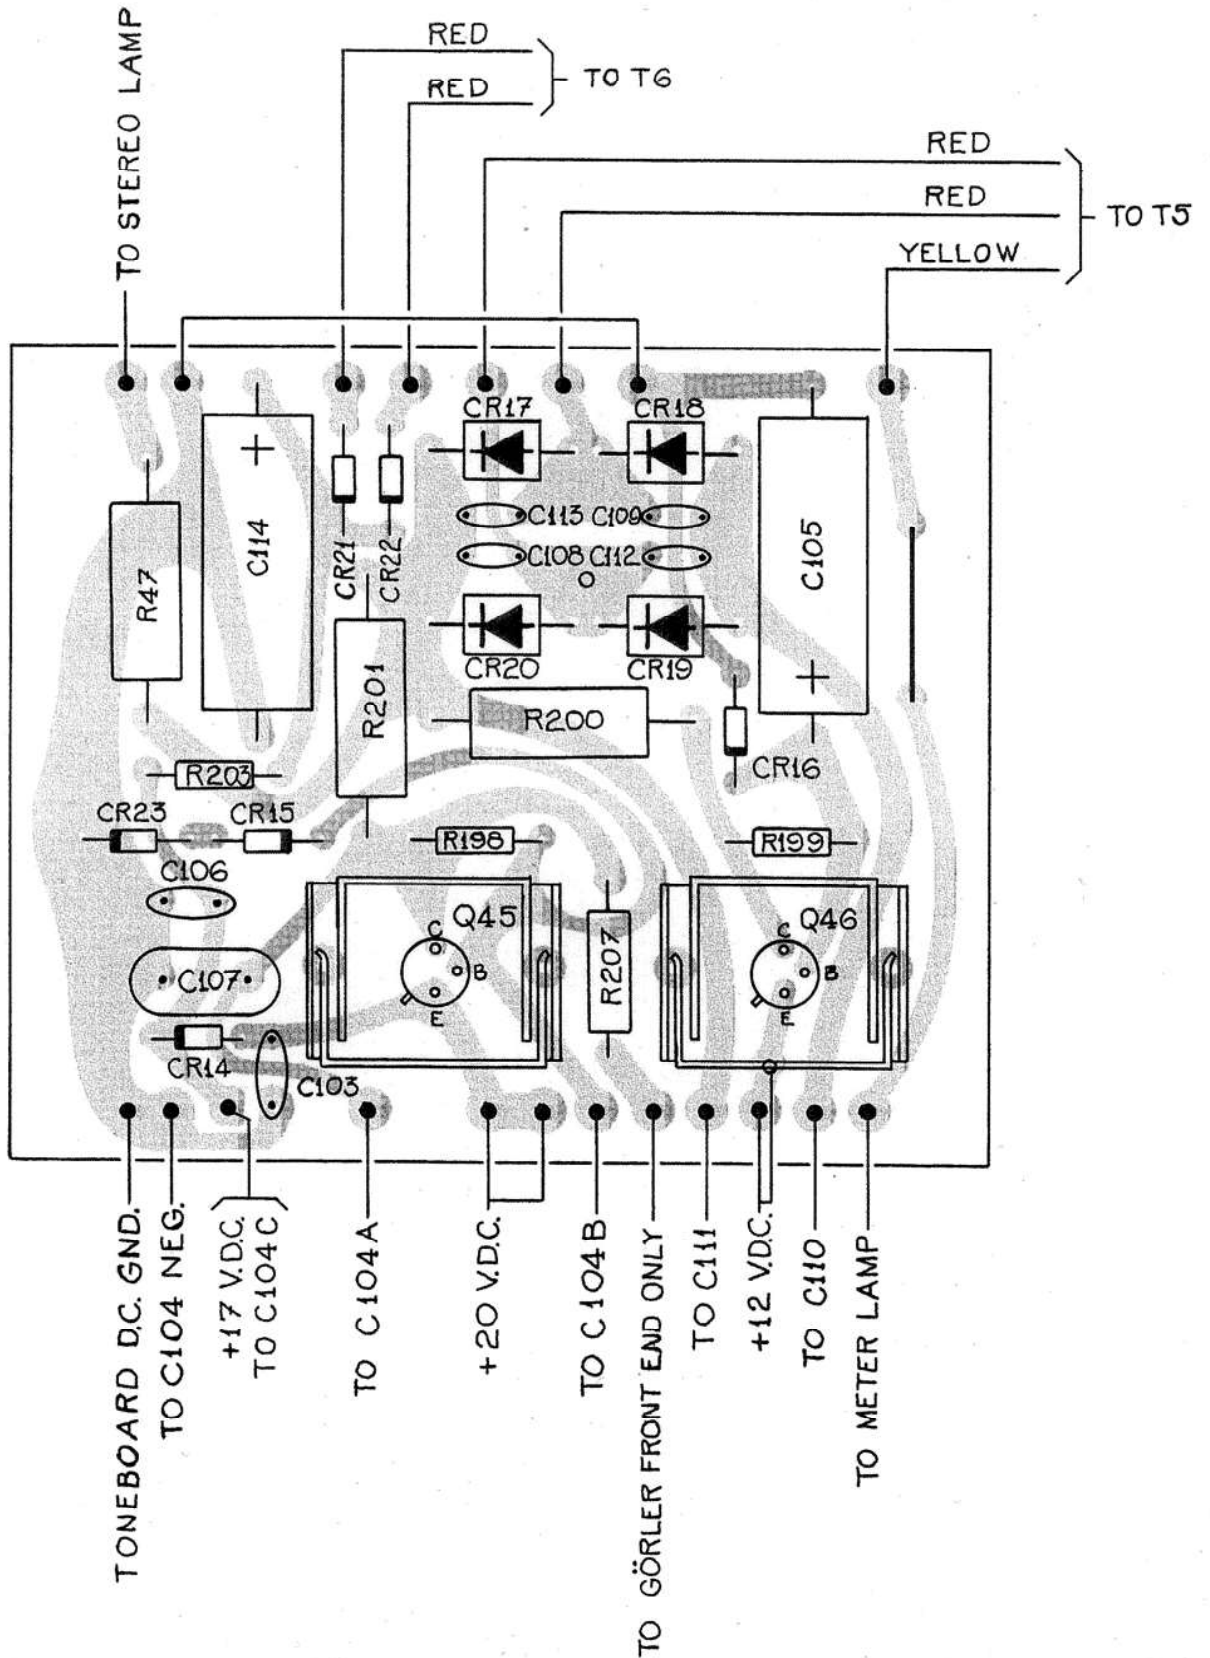 TO STEREO LAMP
RED
RED
TO T6
RED
RED
YELLOW
TO T5
CR17
CR18
C114
+
R47
CR21
CR22
C113
C109
C108
C112
C105
+
CR20
CR19
R201
R200
CR16
R203
CR23
CR15
R198
R199
C106
Q45
C
B
E
R207
Q46
C
B
E
C107
CR14
C103
TONEBOARD D.C. GND.
TO C104 NEG.
+17 V.D.C.
TO C104C
TO C104A
+20 V.D.C.
TO C104B
TO GÖRLER FRONT END ONLY
TO C111
+12 V.D.C.
TO C110
TO METER LAMP